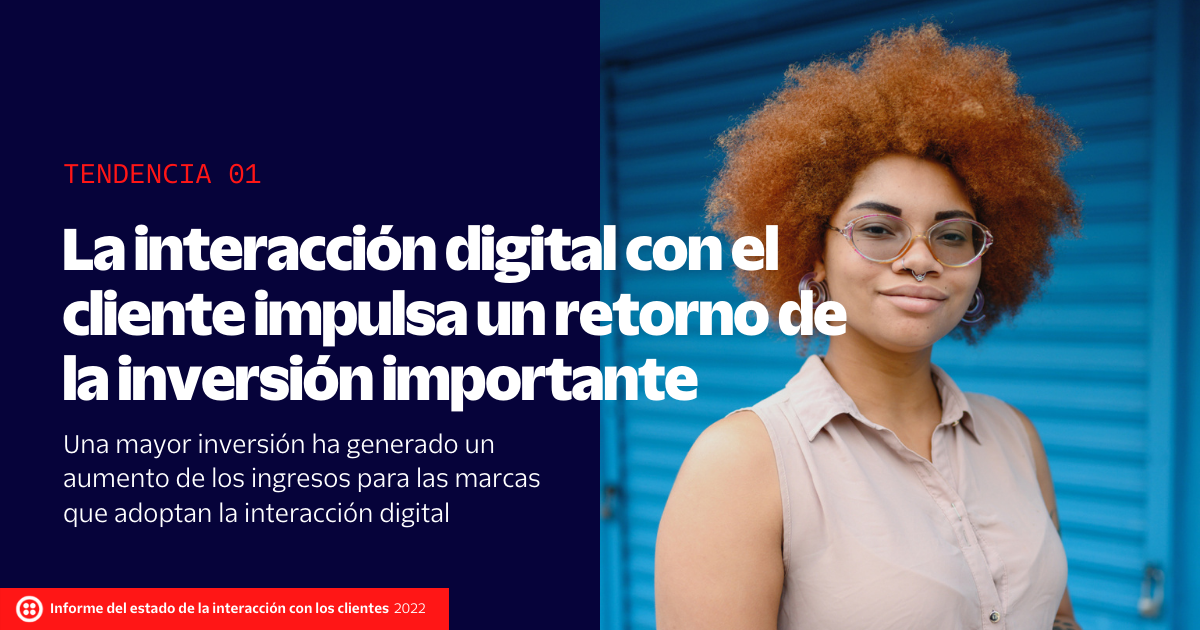 TENDENCIA 01
La interacción digital con el
cliente impulsa un retorno de
la inversión importante
Una mayor inversión ha generado un
aumento de los ingresos para las marcas
que adoptan la interacción digital
Informe del estado de la interacción con los clientes 2022